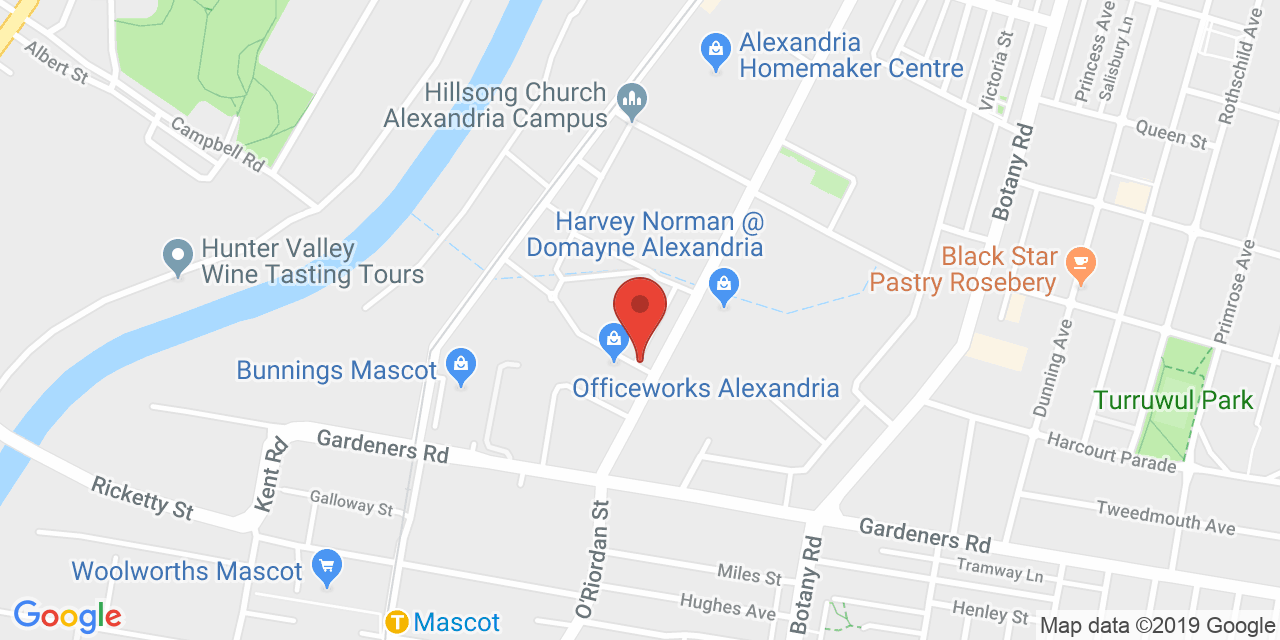 Albert St
Campbell Rd
Hillsong Church
Alexandria Campus
Alexandria
Homemaker Centre
Victoria St
Princess Ave
Salisbury Ln
Rothschild Ave
Queen St
Botany Rd
Hunter Valley
Wine Tasting Tours
Harvey Norman @
Domayne Alexandria
Black Star
Pastry Rosebery
Primrose Ave
Dunning Ave
Bunnings Mascot
Officeworks Alexandria
Turruwul Park
Gardeners Rd
Kent Rd
Ricketty St
Galloway St
Harcourt Parade
Tweedmouth Ave
O'Riordan St
Botany Rd
Gardeners Rd
Tramway Ln
Woolworths Mascot
Miles St
Hughes Ave
Henley St
Google
T Mascot
Map data ©2019 Google